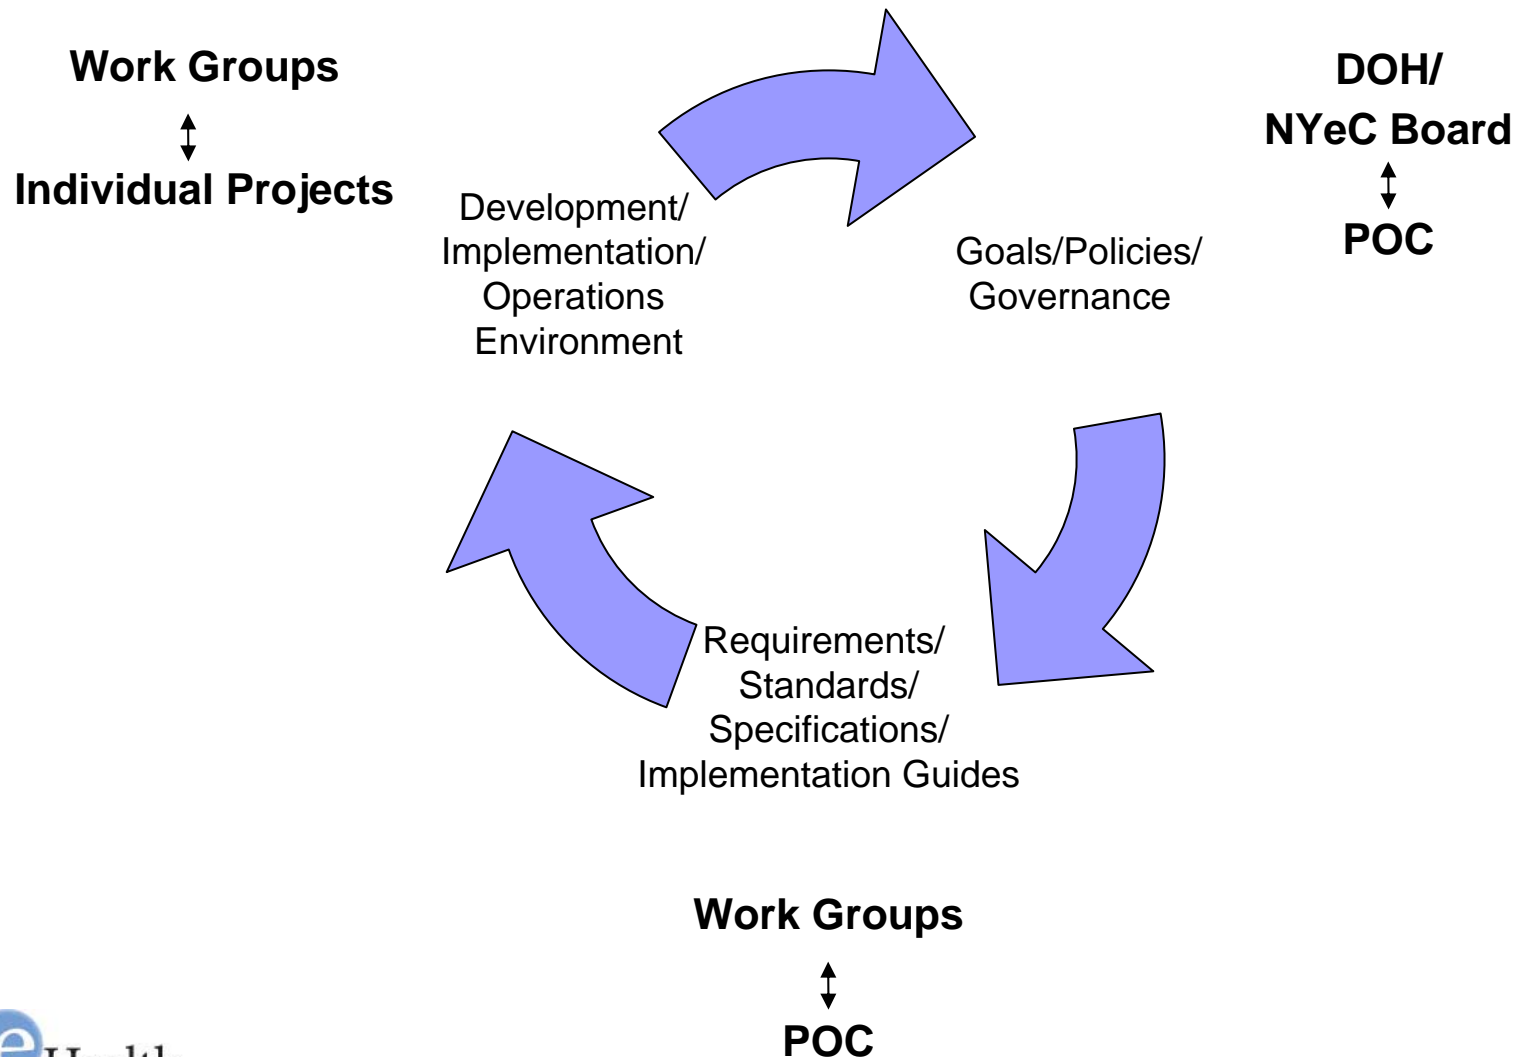 Work Groups
Individual Projects
DOH/
NYeC Board
POC
Development/
Implementation/
Operations
Environment
Goals/Policies/
Governance
Requirements/
Standards/
Specifications/
Implementation Guides
Work Groups
POC
e